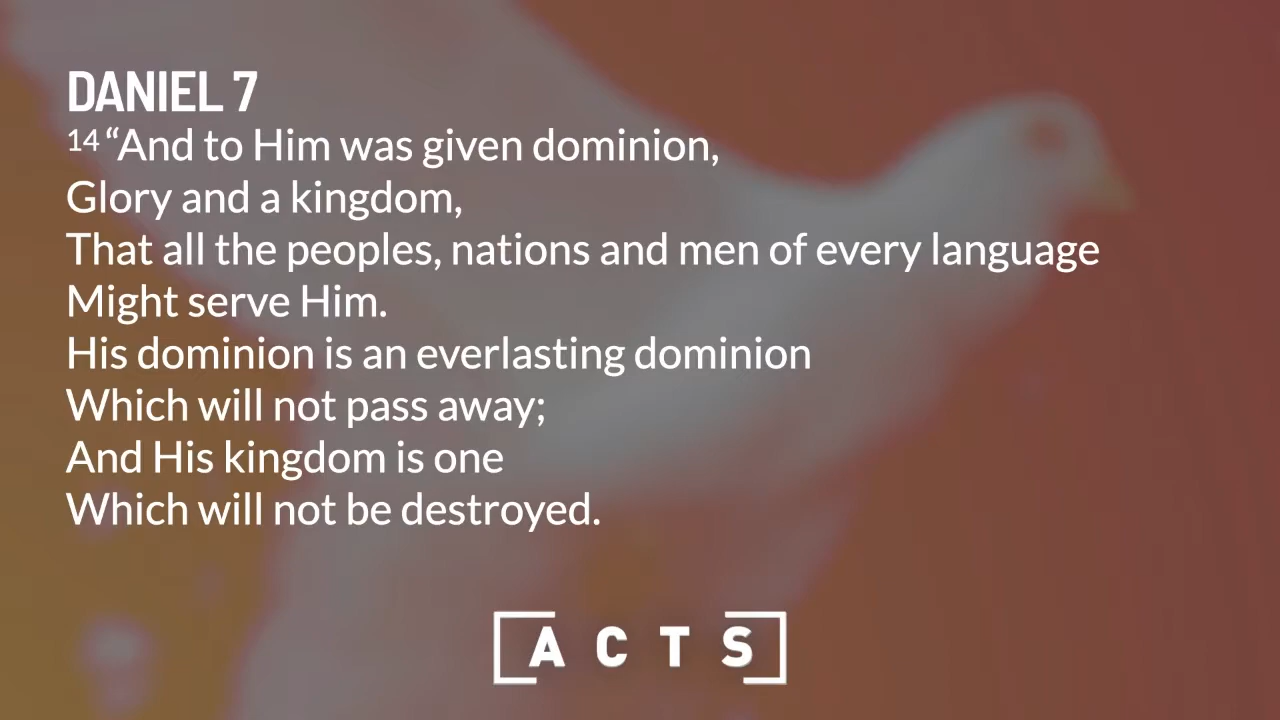 DANIEL 7
14 “And to Him was given dominion,
Glory and a kingdom,
That all the peoples, nations and men of every language
Might serve Him.
His dominion is an everlasting dominion
Which will not pass away;
And His kingdom is one
Which will not be destroyed.
[ACTS]